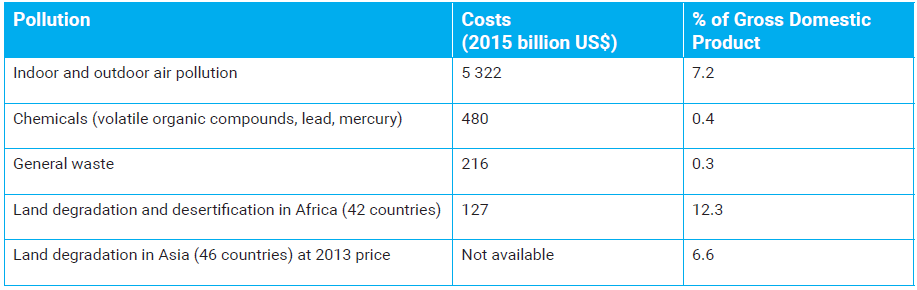 Pollution
Costs
(2015 billion US$)
% of Gross Domestic
Product
Indoor and outdoor air pollution
5 322
7.2
Chemicals (volatile organic compounds, lead, mercury)
480
0.4
General waste
216
0.3
Land degradation and desertification in Africa (42 countries)
127
12.3
Land degradation in Asia (46 countries) at 2013 price
Not available
6.6